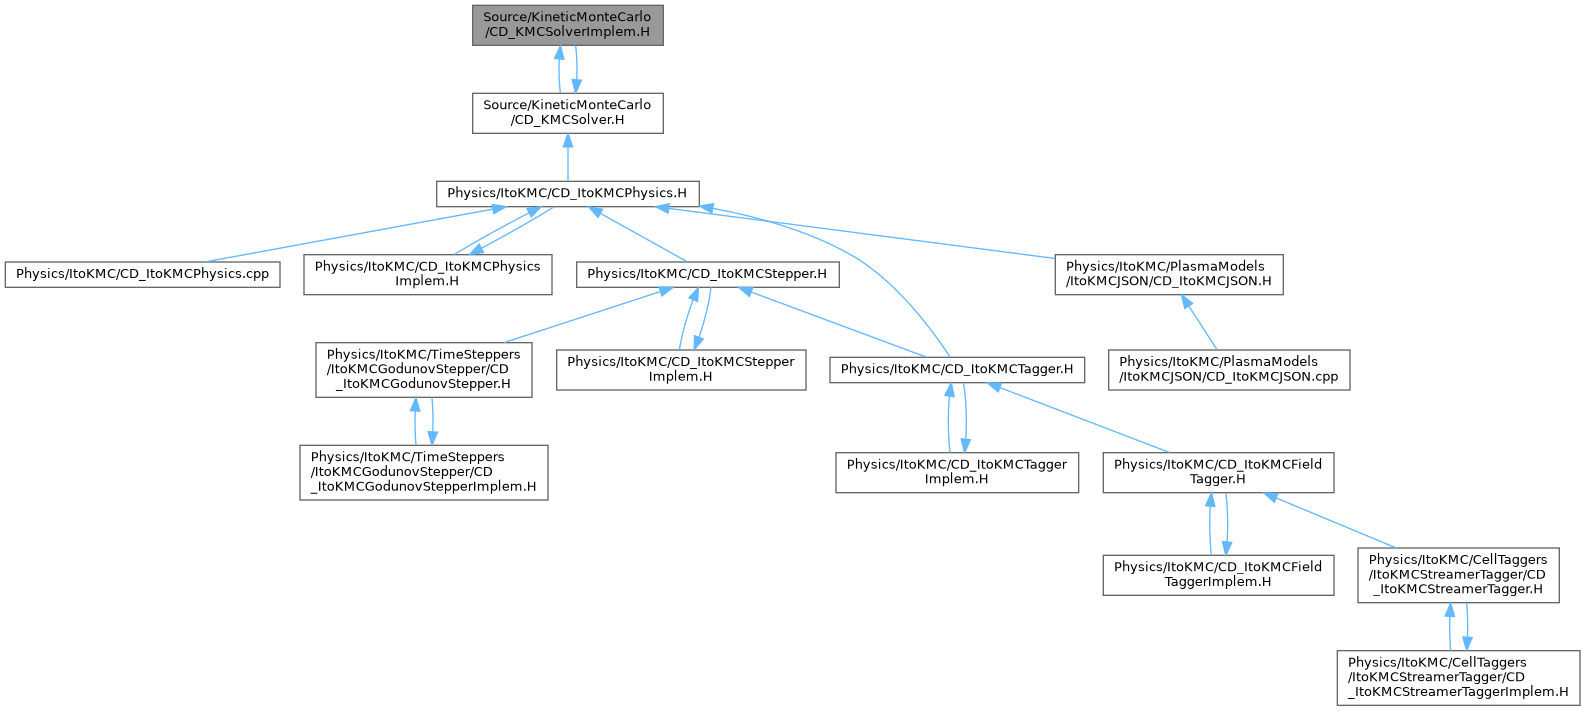 Source/KineticMonteCarlo
/CD_KMCSolverImplem.H
Source/KineticMonteCarlo
/CD_KMCSolver.H
Physics/ItoKMC/CD_ItoKMCPhysics.H
Physics/ItoKMC/CD_ItoKMCPhysics.cpp
Physics/ItoKMC/CD_ItoKMCPhysics
Implem.H
Physics/ItoKMC/CD_ItoKMCStepper.H
Physics/ItoKMC/PlasmaModels
/ItoKMCJSON/CD_ItoKMCJSON.H
Physics/ItoKMC/TimeSteppers
/ItoKMCGodunovStepper/CD
_ItoKMCGodunovStepper.H
Physics/ItoKMC/CD_ItoKMCStepper
Implem.H
Physics/ItoKMC/CD_ItoKMCTagger.H
Physics/ItoKMC/PlasmaModels
/ItoKMCJSON/CD_ItoKMCJSON.cpp
Physics/ItoKMC/TimeSteppers
/ItoKMCGodunovStepper/CD
_ItoKMCGodunovStepperImplem.H
Physics/ItoKMC/CD_ItoKMCTagger
Implem.H
Physics/ItoKMC/CD_ItoKMCField
Tagger.H
Physics/ItoKMC/CD_ItoKMCField
TaggerImplem.H
Physics/ItoKMC/CellTaggers
/ItoKMCStreamerTagger/CD
_ItoKMCStreamerTagger.H
Physics/ItoKMC/CellTaggers
/ItoKMCStreamerTagger/CD
_ItoKMCStreamerTaggerImplem.H